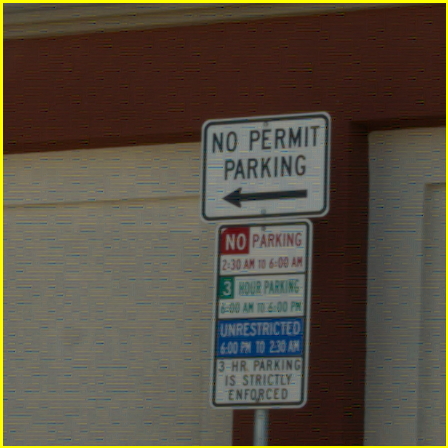 NO PERMIT
PARKING
NO PARKING
2:30 AM TO 6:00 AM
3 HOUR PARKING
6:00 AM TO 6:00 PM
UNRESTRICTED
6:00 PM TO 2:30 AM
3 HR. PARKING
IS STRICTLY
ENFORCED